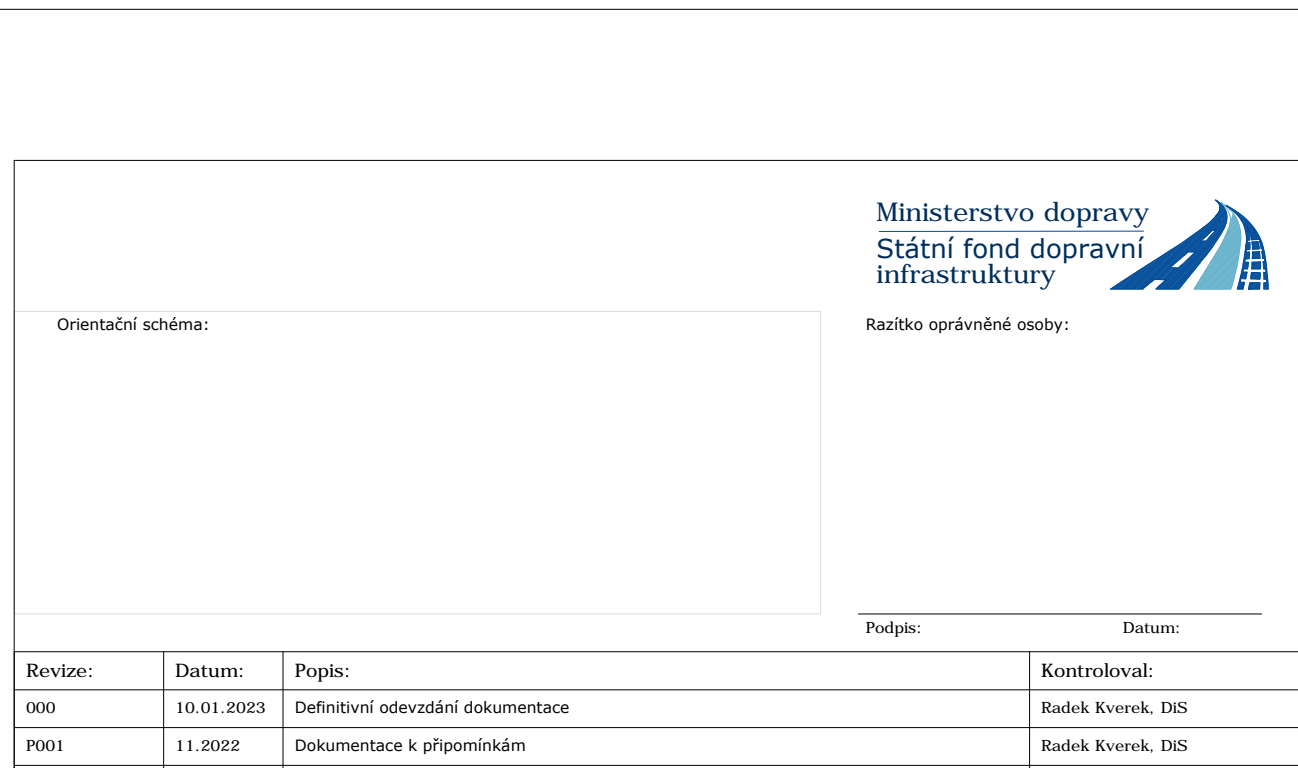 Ministerstvo dopravy
Státní fond dopravní
infrastruktury
Orientační schéma:
Razítko oprávněné osoby:
Podpis: Datum:
Revize: Datum: Popis: Kontroloval:
000 10.01.2023 Definitivní odevzdání dokumentace Radek Kverek, DiS
P001 11.2022 Dokumentace k připomínkám Radek Kverek, DiS